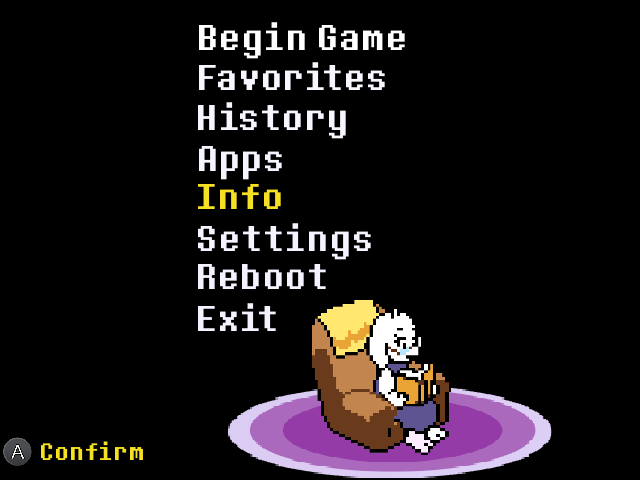 Begin Game
Favorites
History
Apps
Info
Settings
Reboot
Exit
A Confirm